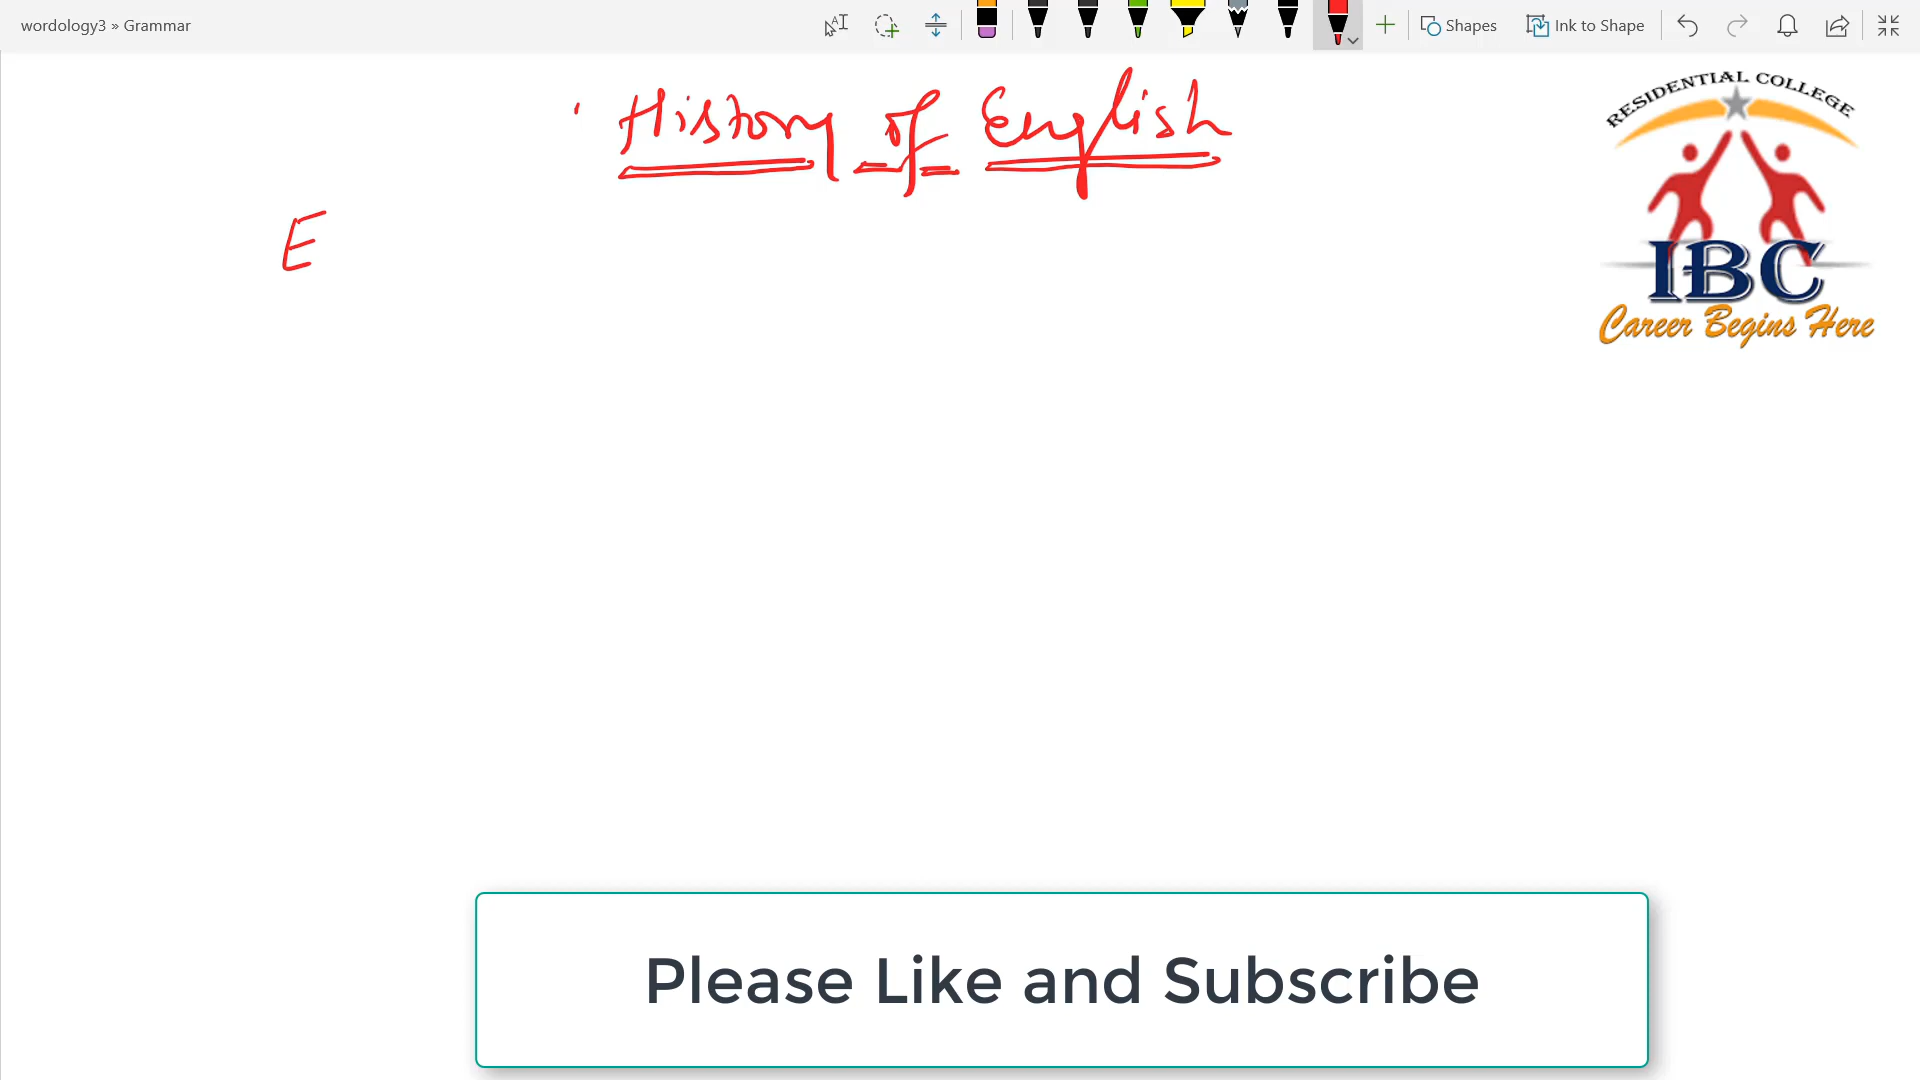 wordology3 » Grammar
Shapes
Ink to Shape
History of English
E
RESIDENTIAL COLLEGE
IBC
Career Begins Here
Please Like and Subscribe